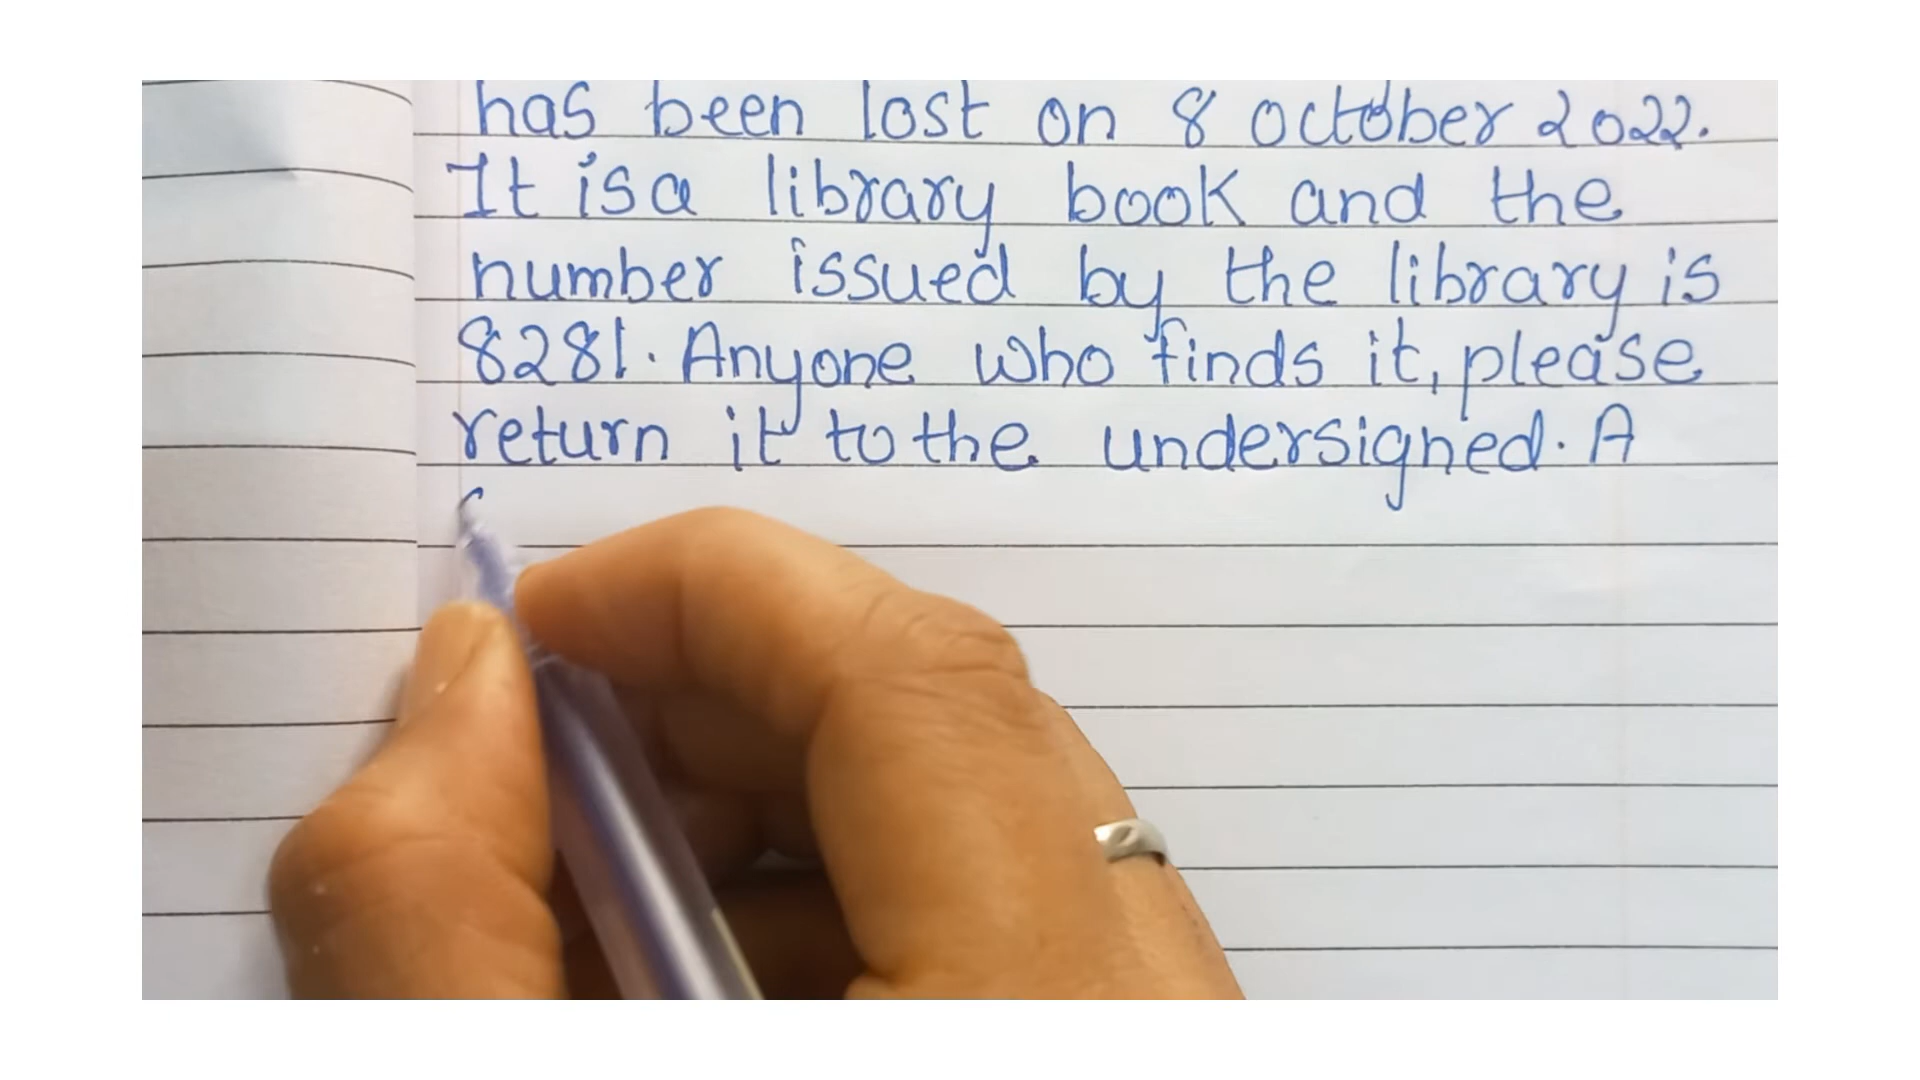 has been lost on 8 October 2022.
It is a library book and the
number issued by the library is
8281. Anyone who finds it, please
return it to the undersigned. A